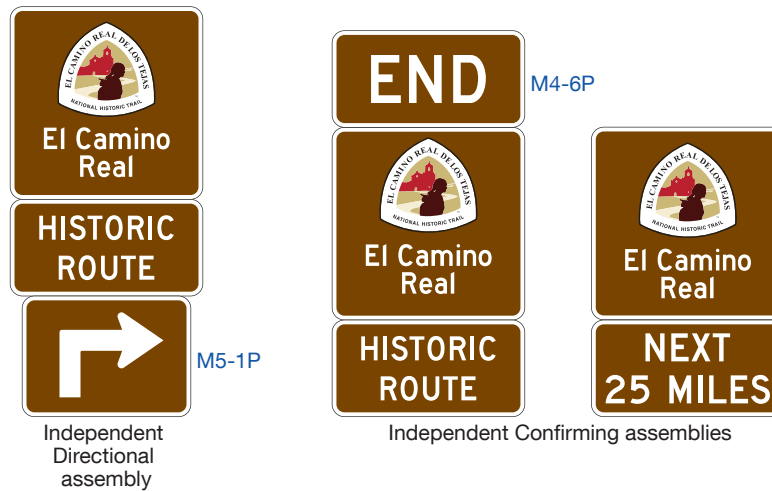 EL CAMINO REAL DE LOS TEJAS
NATIONAL HISTORIC TRAIL
El Camino
Real
HISTORIC
ROUTE
M5-1P
Independent
Directional
assembly
END
M4-6P
EL CAMINO REAL DE LOS TEJAS
NATIONAL HISTORIC TRAIL
El Camino
Real
HISTORIC
ROUTE
EL CAMINO REAL DE LOS TEJAS
NATIONAL HISTORIC TRAIL
El Camino
Real
NEXT
25 MILES
Independent Confirming assemblies